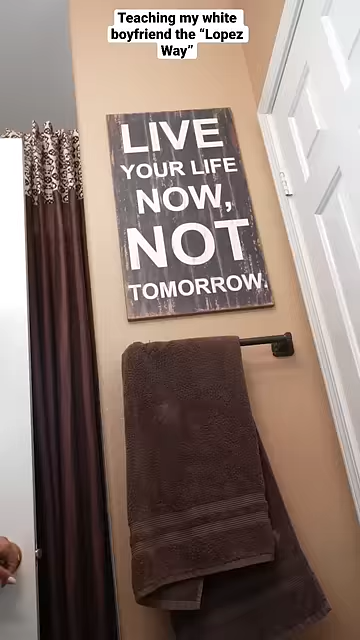 Teaching my white
boyfriend the “Lopez
Way”
LIVE
YOUR LIFE
NOW,
NOT
TOMORROW.